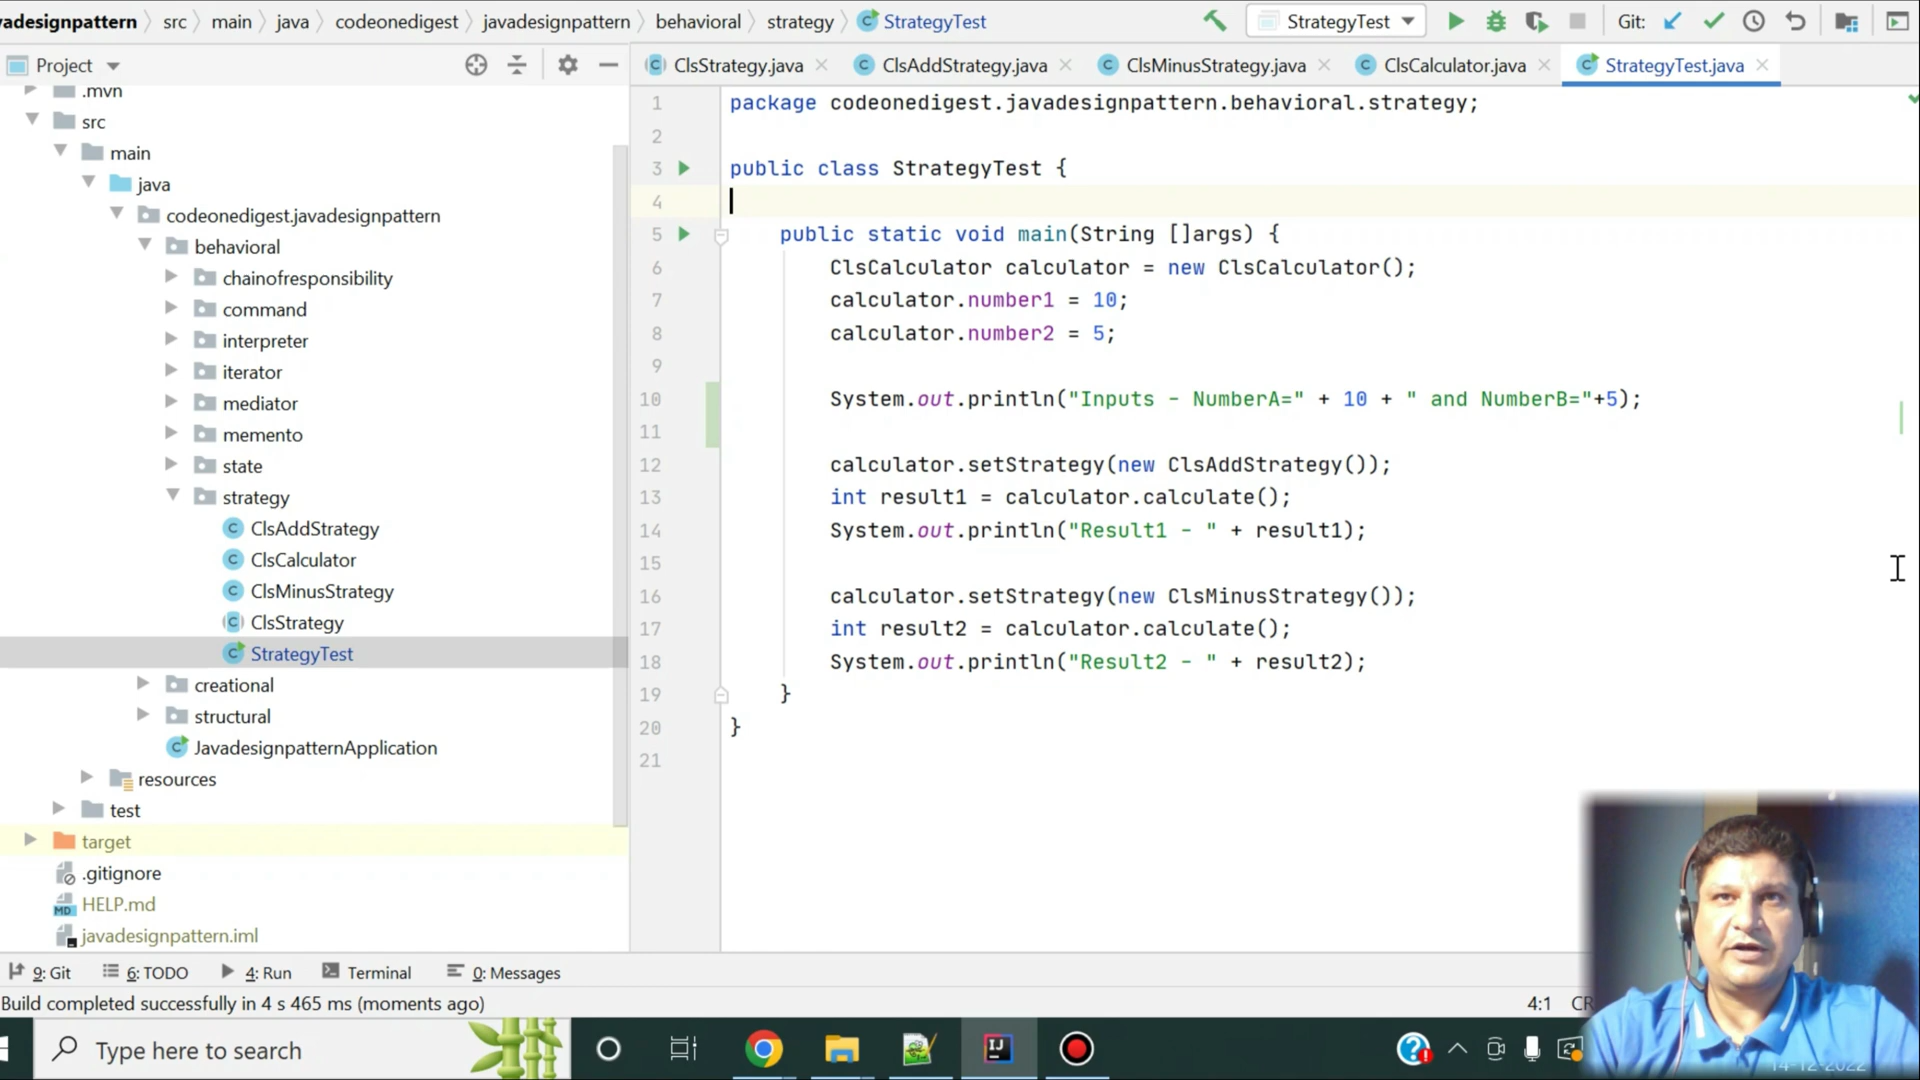 vadesignpattern src main java codeonedigest javadesignpattern behavioral strategy StrategyTest
StrategyTest Git:
Project
ClsStrategy.java ClsAddStrategy.java ClsMinusStrategy.java ClsCalculator.java StrategyTest.java
.mvn
src
main
java
codeonedigest.javadesignpattern
behavioral
chainofresponsibility
command
interpreter
iterator
mediator
memento
state
strategy
ClsAddStrategy
ClsCalculator
ClsMinusStrategy
ClsStrategy
StrategyTest
creational
structural
JavadesignpatternApplication
resources
test
target
.gitignore
HELP.md
javadesignpattern.iml
1 package codeonedigest.javadesignpattern.behavioral.strategy;
2
3 public class StrategyTest {
4
5 public static void main(String []args) {
6 ClsCalculator calculator = new ClsCalculator();
7 calculator.number1 = 10;
8 calculator.number2 = 5;
9
10 System.out.println("Inputs - NumberA=" + 10 + " and NumberB="+5);
11
12 calculator.setStrategy(new ClsAddStrategy());
13 int result1 = calculator.calculate();
14 System.out.println("Result1 - " + result1);
15
16 calculator.setStrategy(new ClsMinusStrategy());
17 int result2 = calculator.calculate();
18 System.out.println("Result2 - " + result2);
19 }
20 }
21
9: Git 6: TODO 4: Run Terminal 0: Messages
Build completed successfully in 4 s 465 ms (moments ago) 4:1 CR
Type here to search
14-12-2022